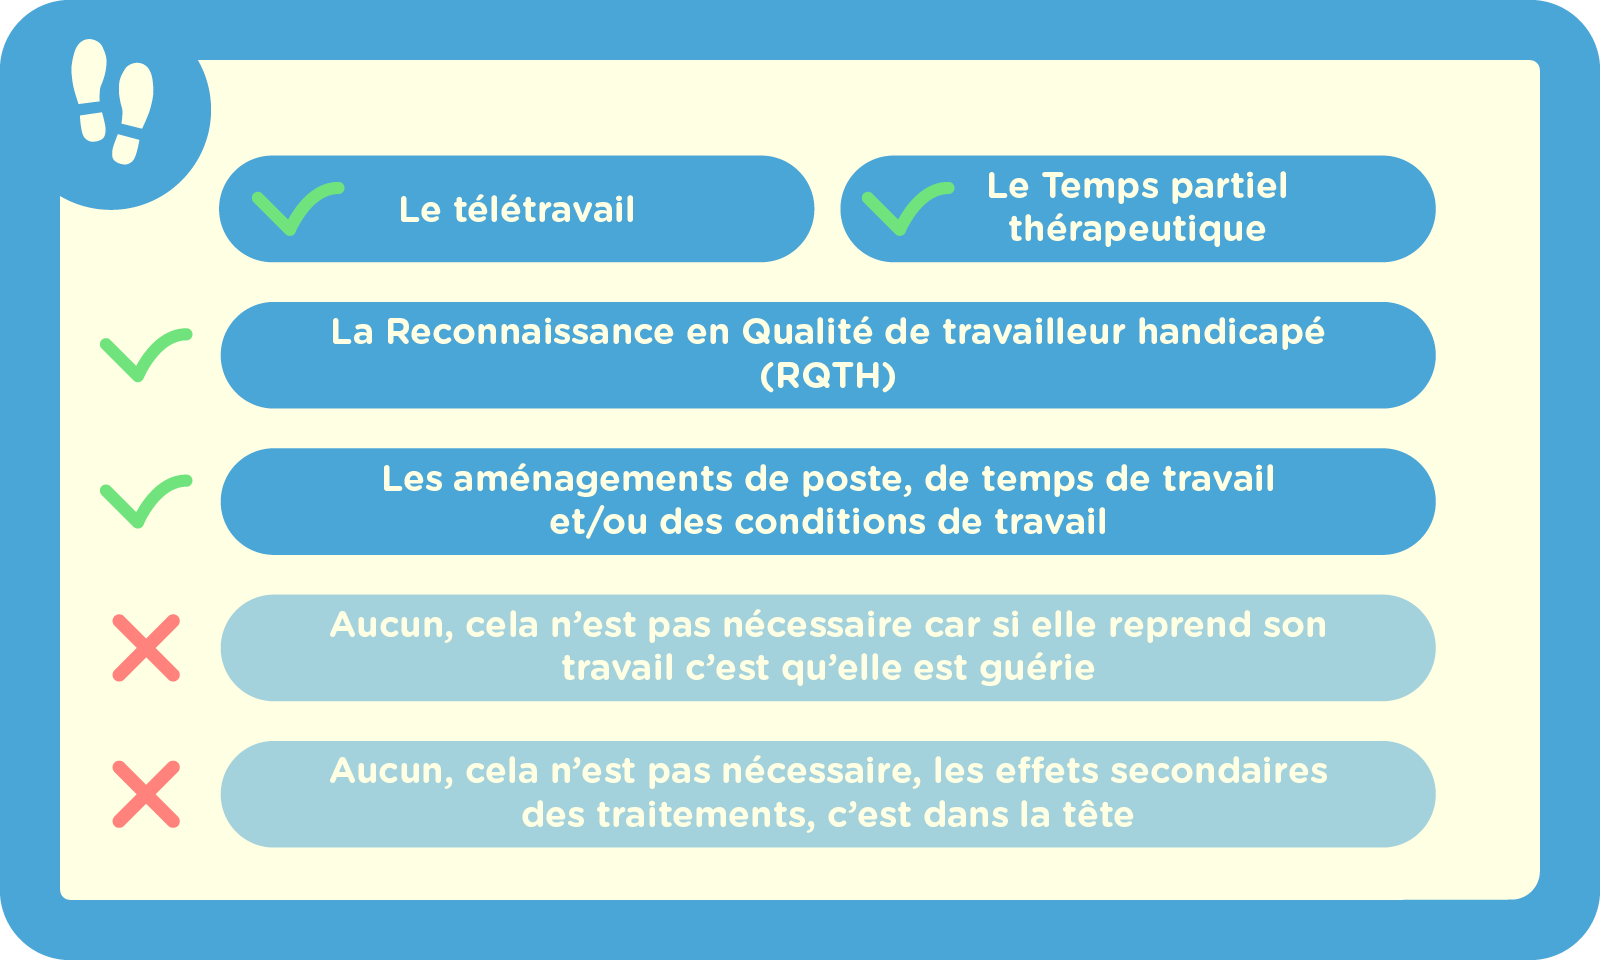 Le télétravail
Le Temps partiel
thérapeutique
La Reconnaissance en Qualité de travailleur handicapé
(RQTH)
Les aménagements de poste, de temps de travail
et/ou des conditions de travail
Aucun, cela n’est pas nécessaire car si elle reprend son
travail c’est qu’elle est guérie
Aucun, cela n’est pas nécessaire, les effets secondaires
des traitements, c’est dans la tête